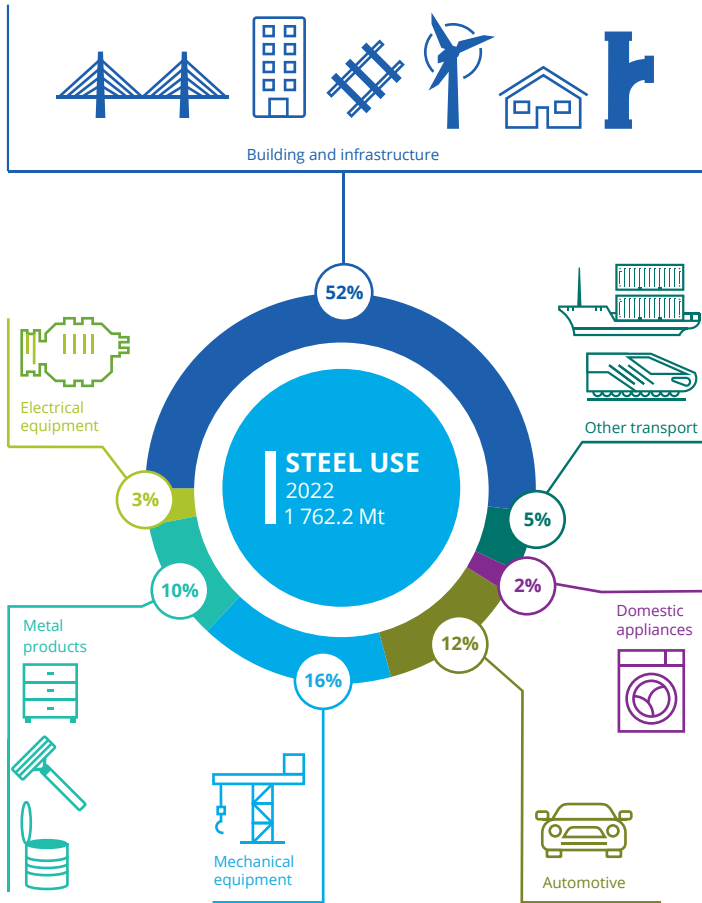 Building and infrastructure
52%
Electrical
equipment
Other transport
STEEL USE
2022
1 762.2 Mt
3%
5%
10%
2%
Metal
products
Domestic
appliances
12%
16%
Mechanical
equipment
Automotive